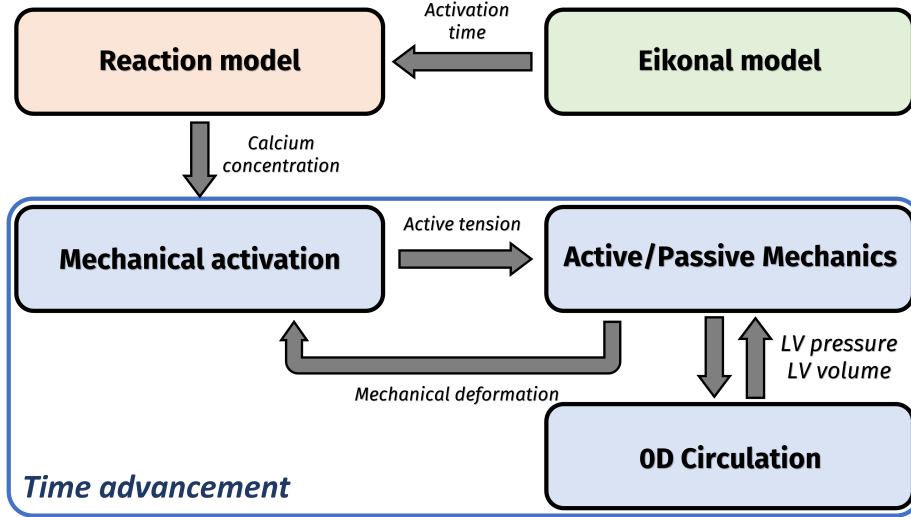 Activation
time
Reaction model
Eikonal model
Calcium
concentration
Mechanical activation
Active tension
Active/Passive Mechanics
LV pressure
LV volume
Mechanical deformation
0D Circulation
Time advancement